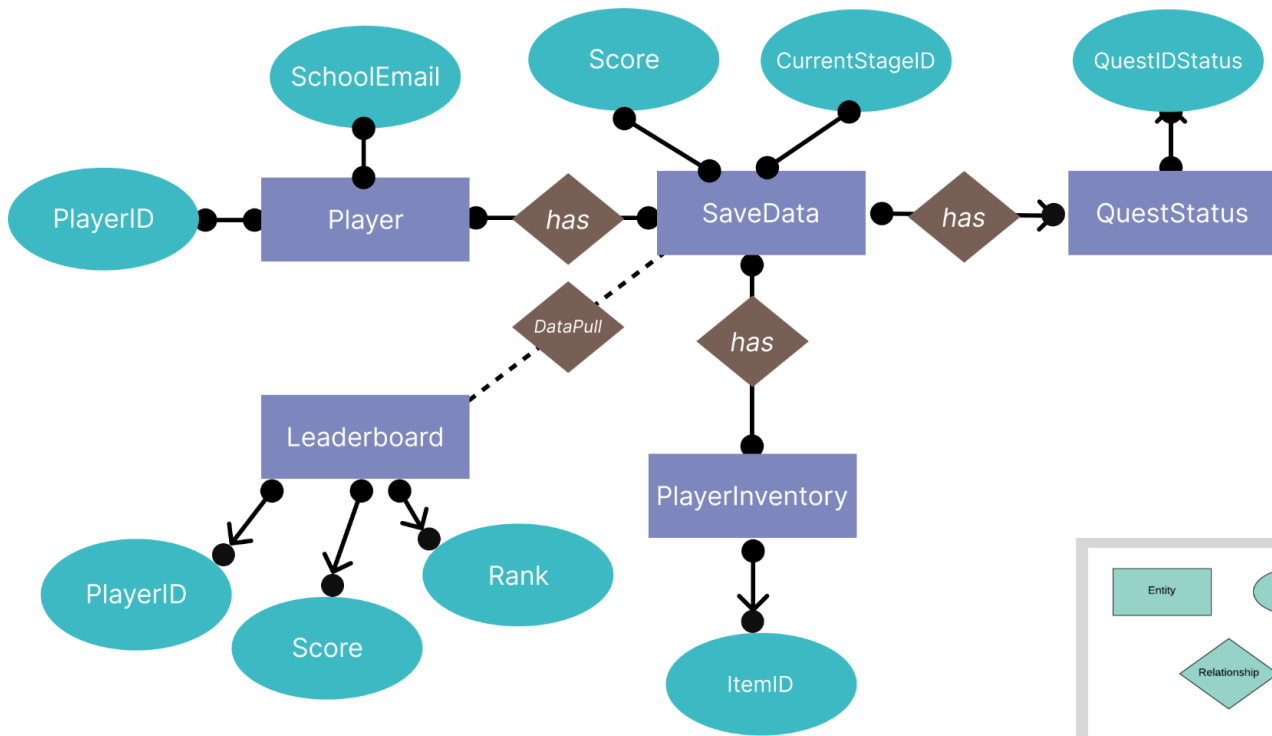 SchoolEmail
Score
CurrentStageID
QuestIDStatus
PlayerID
Player
has
SaveData
has
QuestStatus
DataPull
has
Leaderboard
PlayerInventory
PlayerID
Score
Rank
ItemID
Entity
Relationship